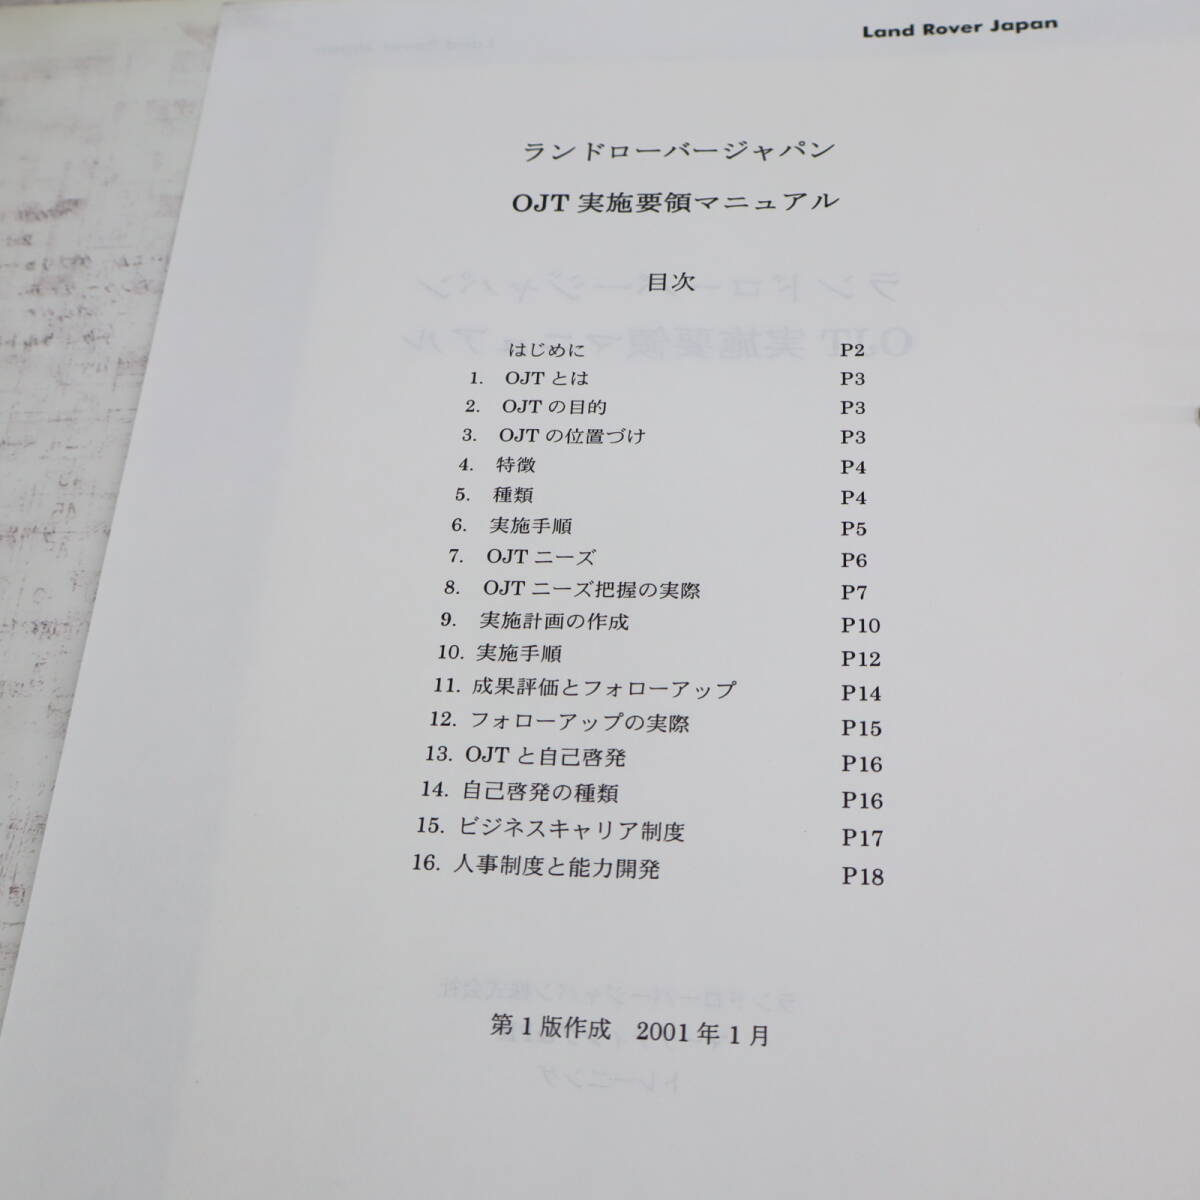 Land Rover Japan
ランドローバージャパン
OJT 実施要領マニュアル
目次
はじめに P2
1. OJT とは P3
2. OJT の目的 P3
3. OJT の位置づけ P3
4. 特徴 P4
5. 種類 P4
6. 実施手順 P5
7. OJT ニーズ P6
8. OJT ニーズ把握の実際 P7
9. 実施計画の作成 P10
10. 実施手順 P12
11. 成果評価とフォローアップ P14
12. フォローアップの実際 P15
13. OJT と自己啓発 P16
14. 自己啓発の種類 P16
15. ビジネスキャリア制度 P17
16. 人事制度と能力開発 P18
第1版作成 2001年1月